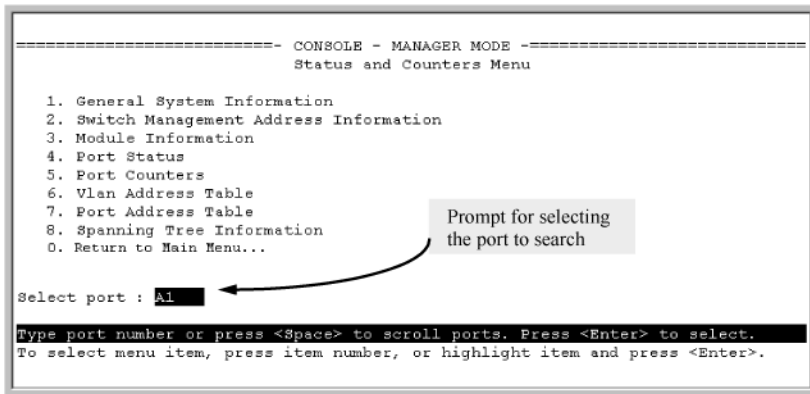 ==========================- CONSOLE - MANAGER MODE -============================
Status and Counters Menu
1. General System Information
2. Switch Management Address Information
3. Module Information
4. Port Status
5. Port Counters
6. Vlan Address Table
7. Port Address Table
8. Spanning Tree Information
0. Return to Main Menu...
Prompt for selecting
the port to search
Select port : A1
Type port number or press <Space> to scroll ports. Press <Enter> to select.
To select menu item, press item number, or highlight item and press <Enter>.